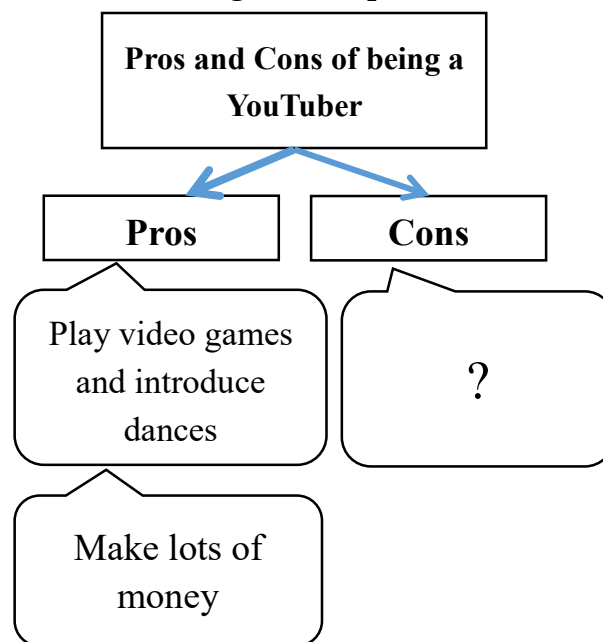 Pros and Cons of being a
YouTuber
Pros
Cons
Play video games
and introduce
dances
?
Make lots of
money